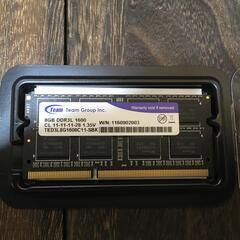 Team Team Group Inc.
Warranty void if removed
8GB DDR3L 1600
CL 11-11-11-28 1.35V
W/N: 1160902003
TED3L8G1600C11-SBK